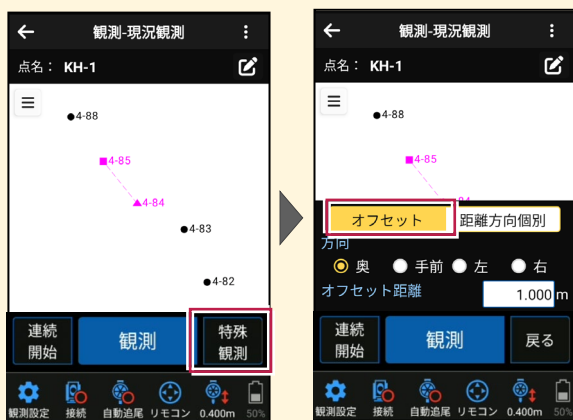 観測-現況観測
点名： KH-1
4-88
4-85
4-84
4-83
4-82
連続
開始
観測
特殊
観測
観測設定 接続 自動追尾 リモコン 0.400m 50%
観測-現況観測
点名： KH-1
4-88
4-85
オフセット 距離方向個別
方向
奥 手前 左 右
オフセット距離 1.000 m
連続
開始
観測
戻る
観測設定 接続 自動追尾 リモコン 0.400m 50%